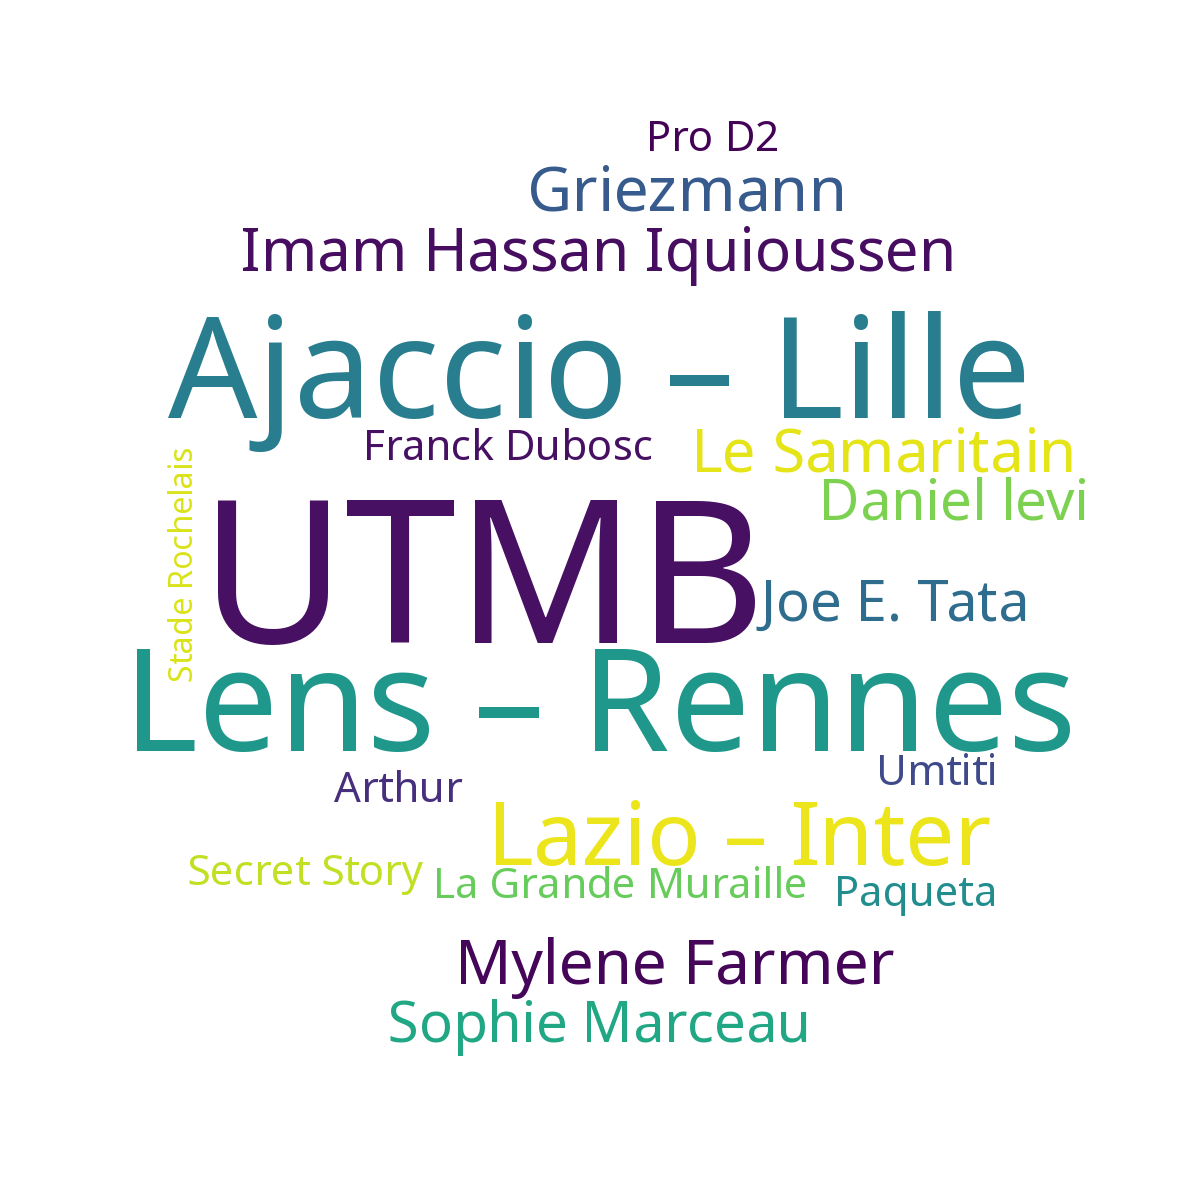 Pro D2
Griezmann
Imam Hassan Iquioussen
Ajaccio – Lille
Franck Dubosc
Le Samaritain
Daniel levi
Stade Rochelais
UTMB
Joe E. Tata
Lens – Rennes
Umtiti
Arthur
Lazio – Inter
Secret Story
La Grande Muraille
Paqueta
Mylene Farmer
Sophie Marceau